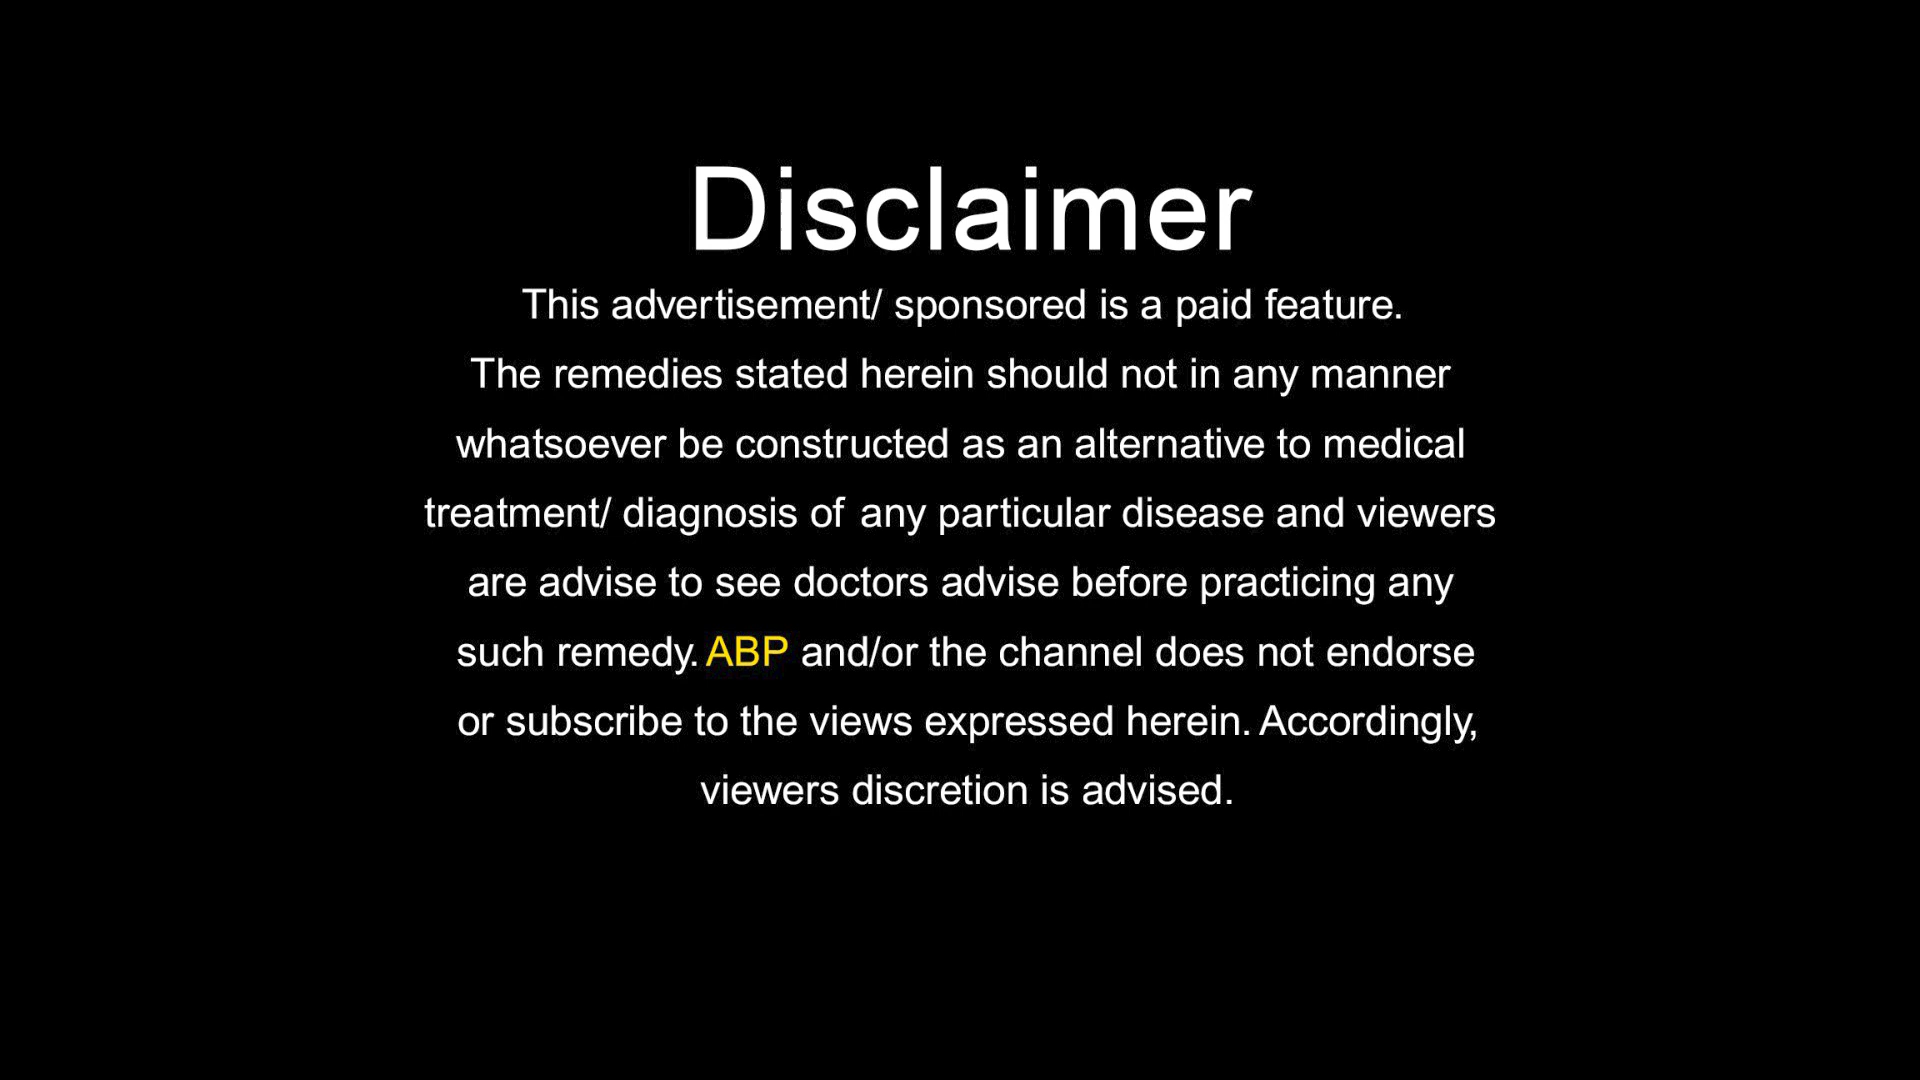 Disclaimer
This advertisement/ sponsored is a paid feature.
The remedies stated herein should not in any manner
whatsoever be constructed as an alternative to medical
treatment/ diagnosis of any particular disease and viewers
are advise to see doctors advise before practicing any
such remedy. ABP and/or the channel does not endorse
or subscribe to the views expressed herein. Accordingly,
viewers discretion is advised.